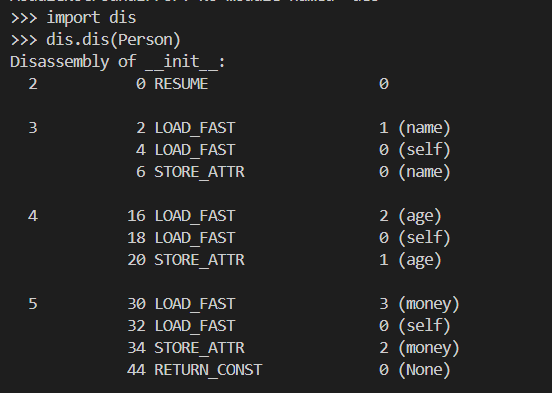 >>> import dis
>>> dis.dis(Person)
Disassembly of __init__:
2 0 RESUME 0
3 2 LOAD_FAST 1 (name)
4 LOAD_FAST 0 (self)
6 STORE_ATTR 0 (name)
4 16 LOAD_FAST 2 (age)
18 LOAD_FAST 0 (self)
20 STORE_ATTR 1 (age)
5 30 LOAD_FAST 3 (money)
32 LOAD_FAST 0 (self)
34 STORE_ATTR 2 (money)
44 RETURN_CONST 0 (None)